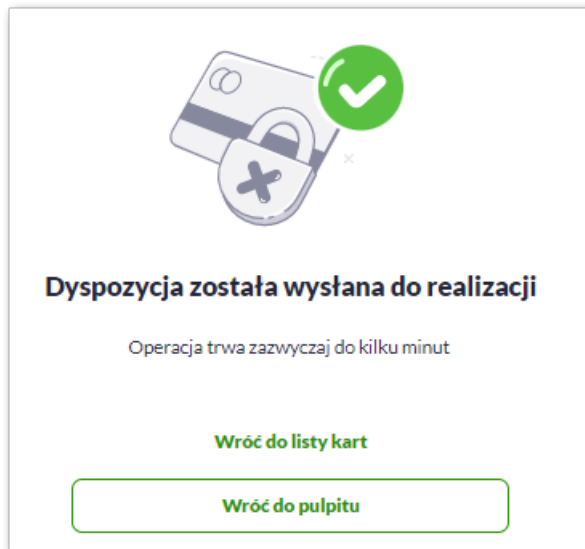 Dyspozycja została wysłana do realizacji
Operacja trwa zazwyczaj do kilku minut
Wróć do listy kart
Wróć do pulpitu